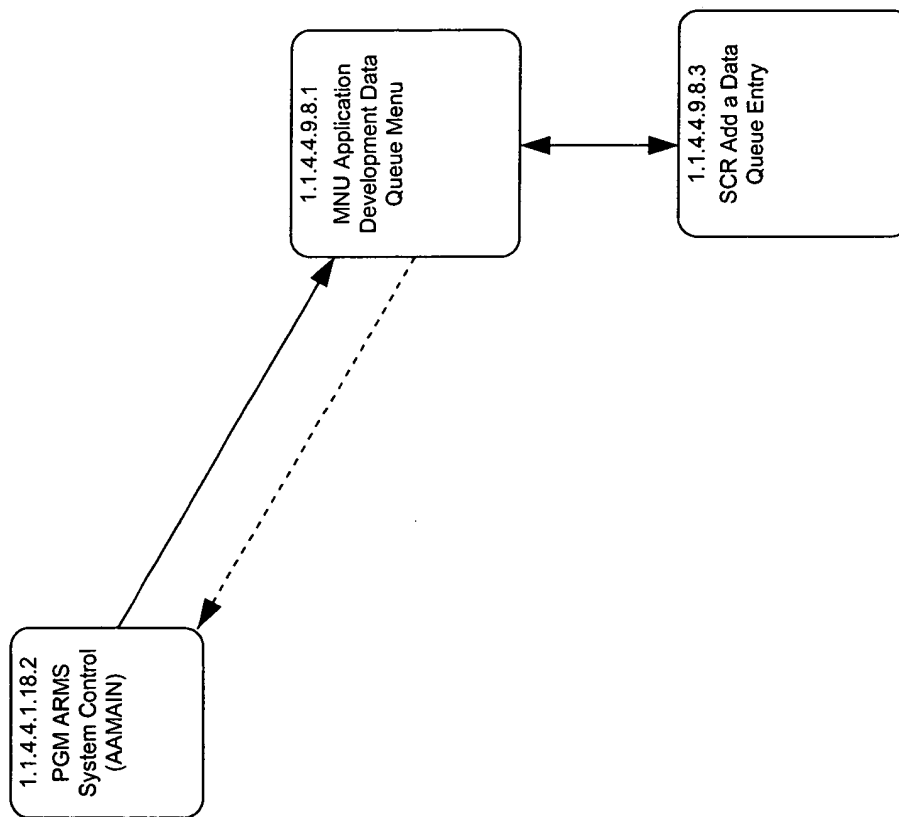 1.1.4.4.1.18.2
PGM ARMS
System Control
(AAMAIN)
1.1.4.4.9.8.1
MNU Application
Development Data
Queue Menu
1.1.4.4.9.8.3
SCR Add a Data
Queue Entry